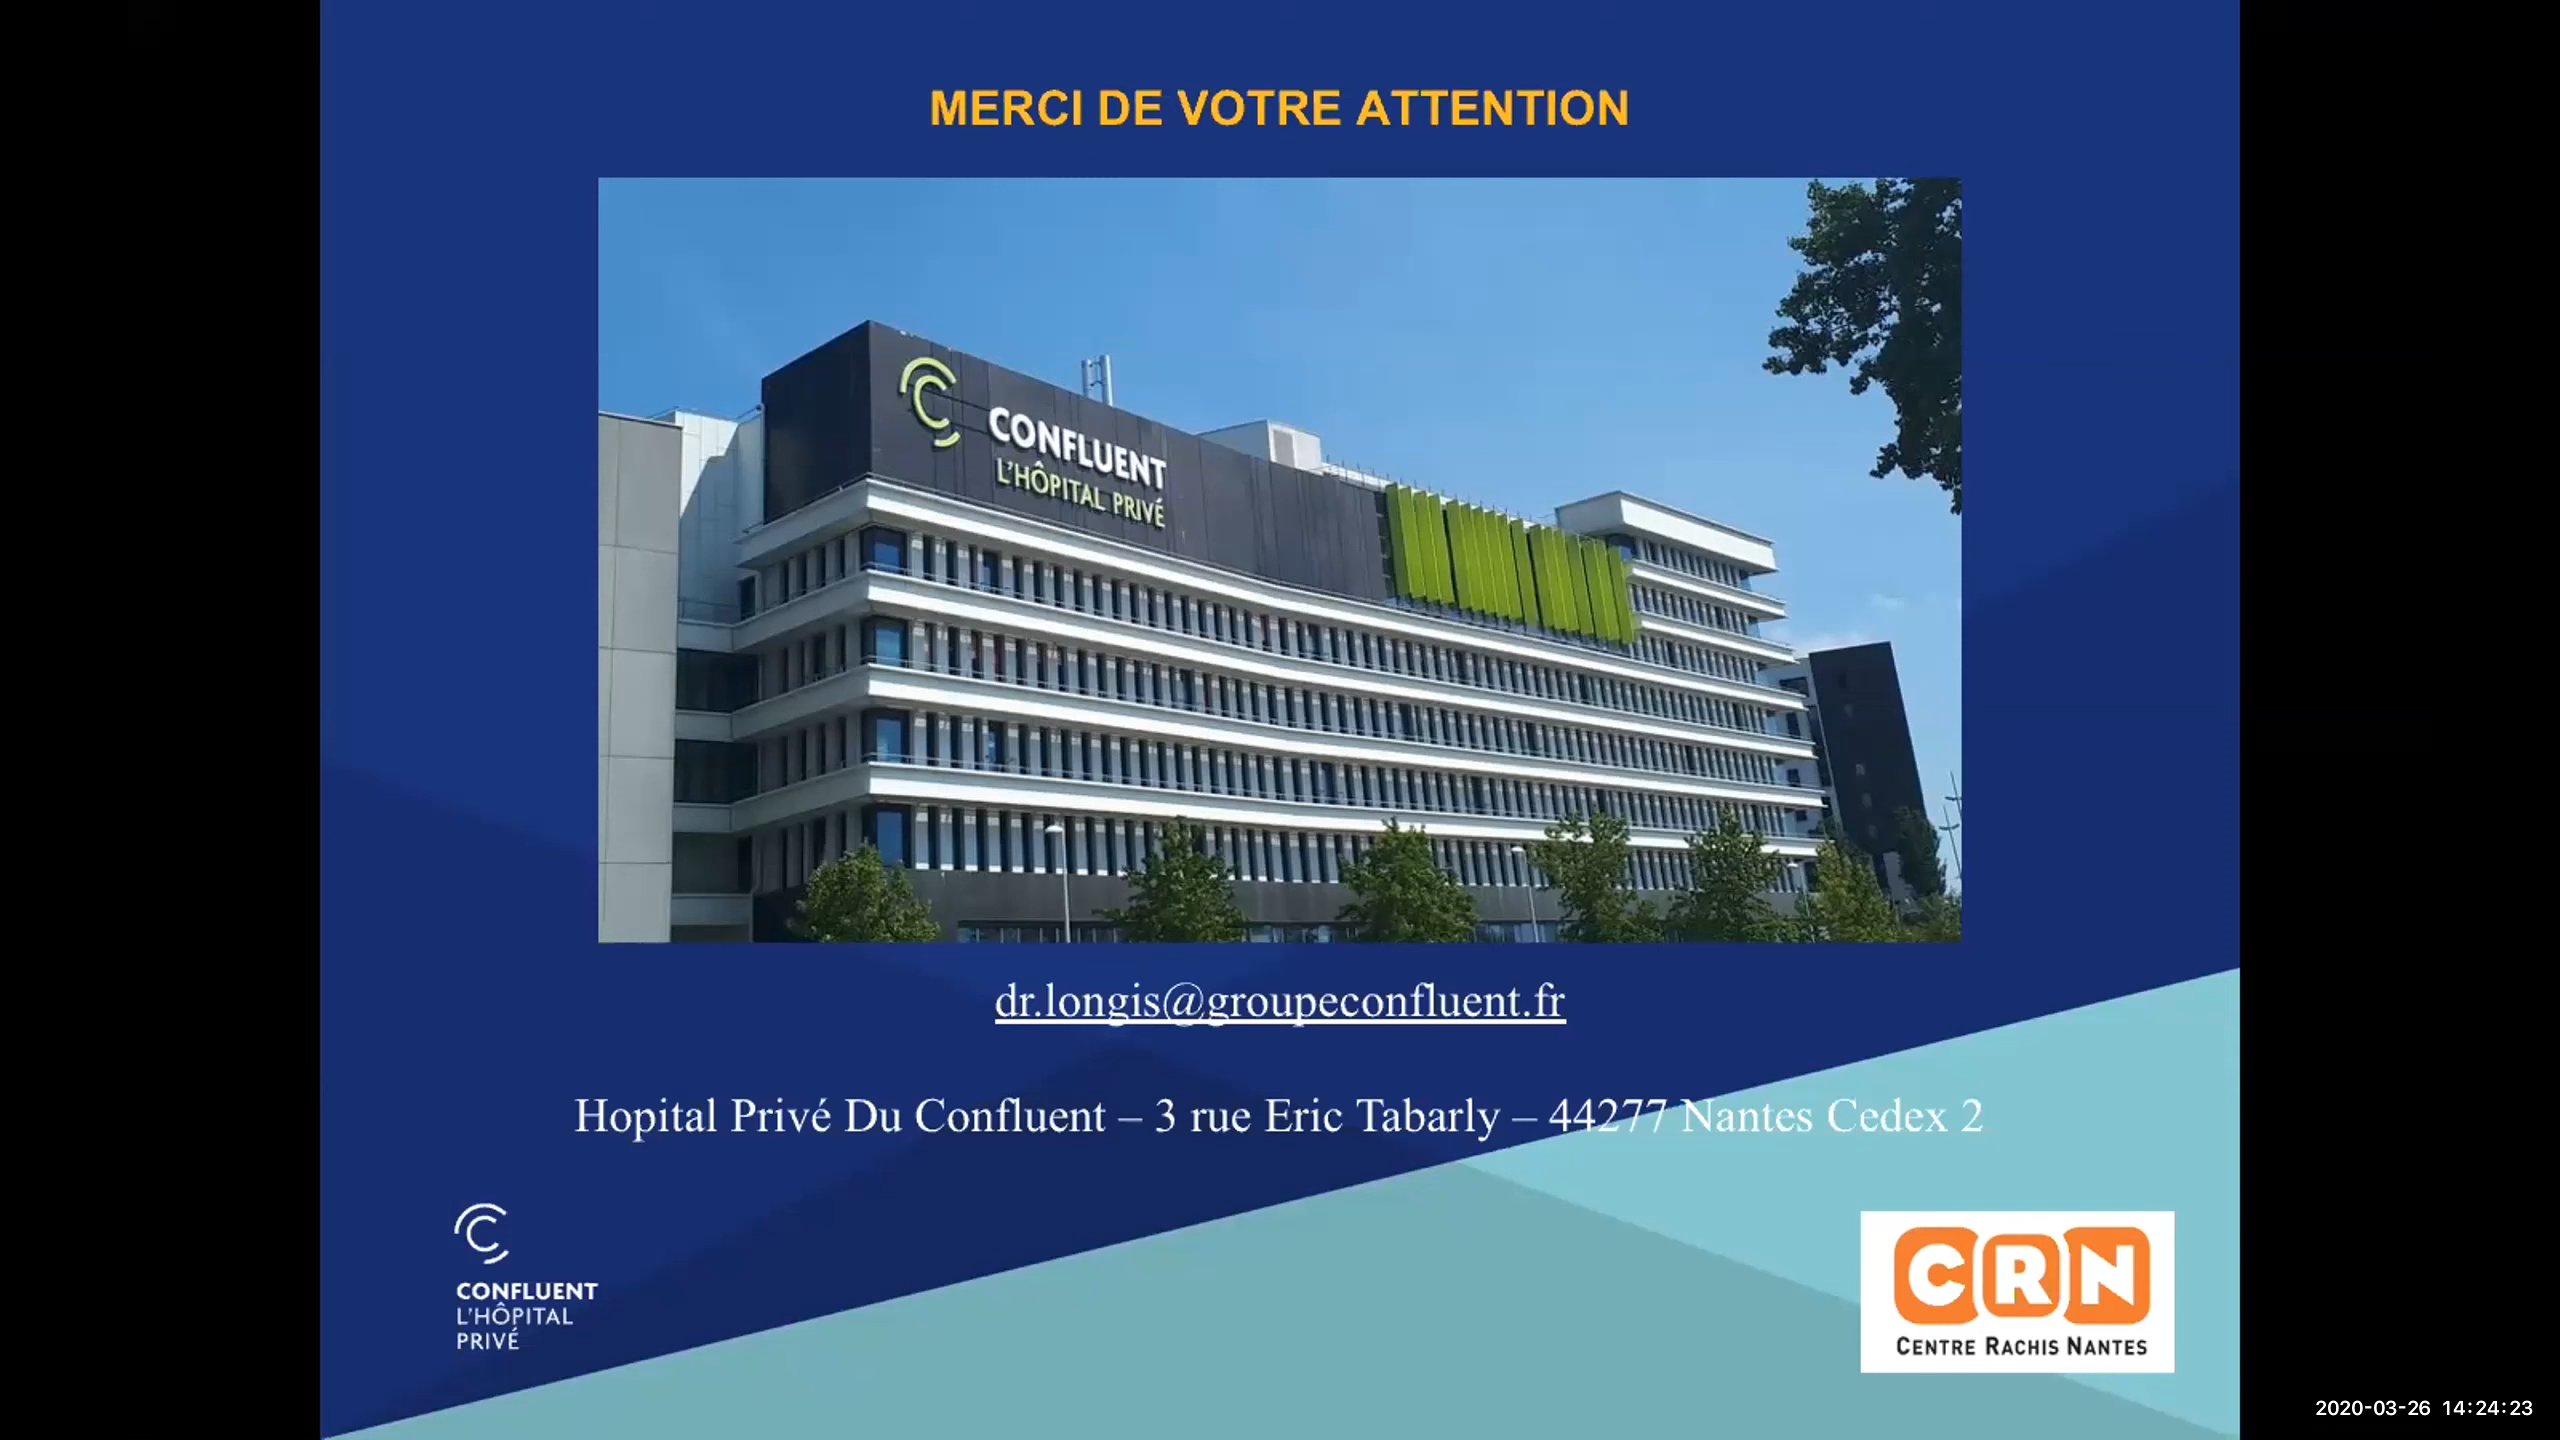 MERCI DE VOTRE ATTENTION
CONFLUENT
L'HÔPITAL PRIVÉ
dr.longis@groupeconfluent.fr
Hopital Privé Du Confluent – 3 rue Eric Tabarly – 44277 Nantes Cedex 2
CONFLUENT
L'HÔPITAL
PRIVÉ
CRN
CENTRE RACHIS NANTES
2020-03-26 14:24:23